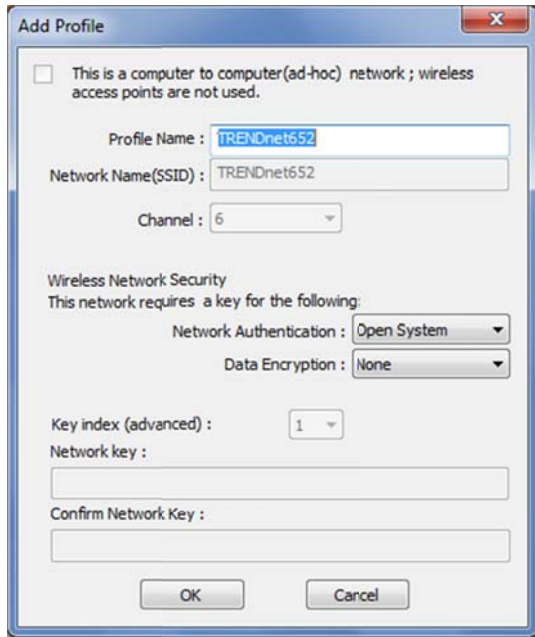 Add Profile
This is a computer to computer(ad-hoc) network ; wireless
access points are not used.
Profile Name : TRENDnet652
Network Name(SSID) : TRENDnet652
Channel : 6
Wireless Network Security
This network requires a key for the following:
Network Authentication : Open System
Data Encryption : None
Key index (advanced) : 1
Network key :
Confirm Network Key :
OK Cancel